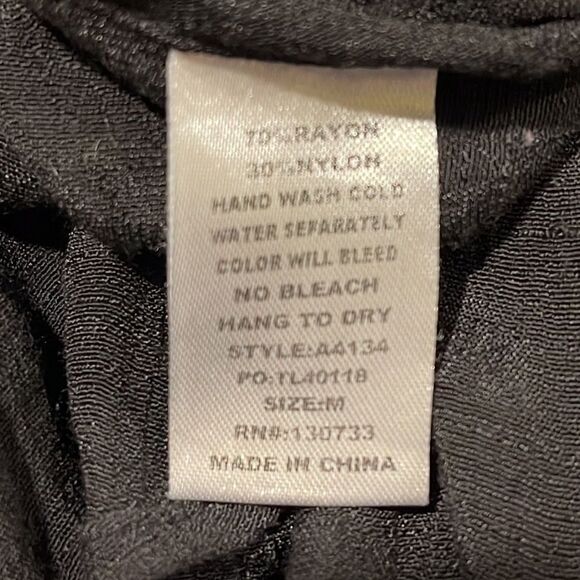 70%RAYON
30%NYLON
HAND WASH COLD
WATER SEPARATELY
COLOR WILL BLEED
NO BLEACH
HANG TO DRY
STYLE:A4134
PO:TL40118
SIZE:M
RN#:130733
MADE IN CHINA